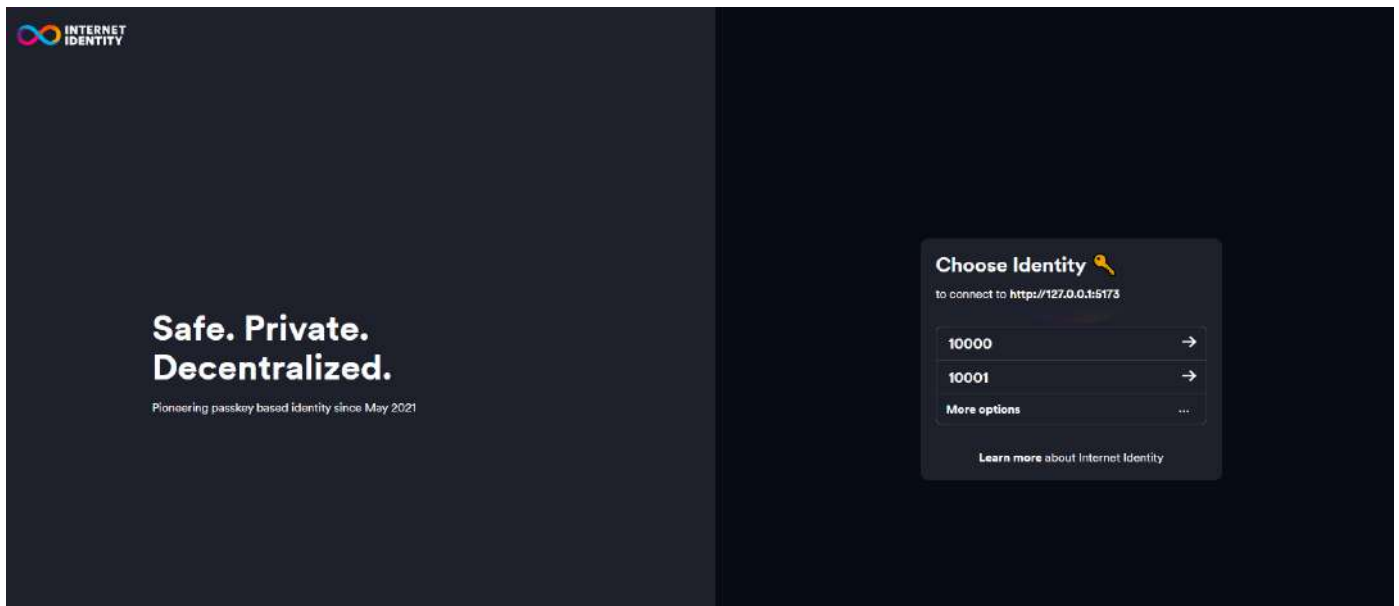 INTERNET
IDENTITY
Safe. Private.
Decentralized.
Pioneering passkey based identity since May 2021
Choose Identity
to connect to http://127.0.0.1:5173
10000
10001
More options ...
Learn more about Internet Identity